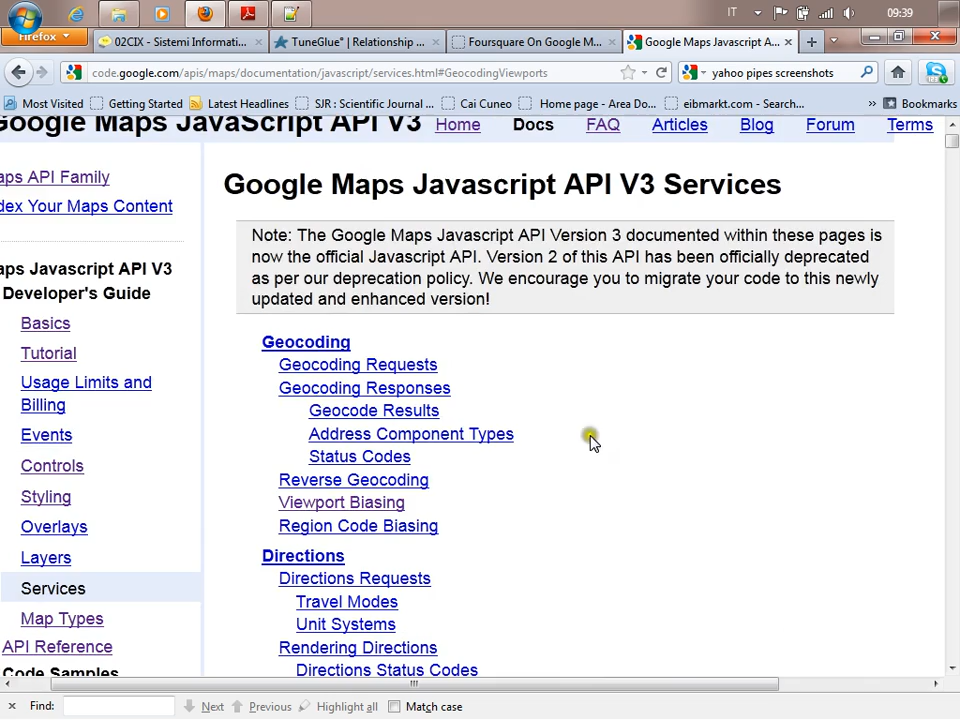 IT
09:39
Firefox
02CIX - Sistemi Informati...
TuneGlue° | Relationship ...
Foursquare On Google M...
Google Maps Javascript A...
code.google.com/apis/maps/documentation/javascript/services.html#GeocodingViewports
yahoo pipes screenshots
Most Visited
Getting Started
Latest Headlines
SJR : Scientific Journal ...
Cai Cuneo
Home page - Area Do...
eibmarkt.com - Search...
»
Bookmarks
Google Maps JavaScript API V3
Home
Docs
FAQ
Articles
Blog
Forum
Terms
aps API Family
dex Your Maps Content
aps Javascript API V3
Developer's Guide
Basics
Tutorial
Usage Limits and
Billing
Events
Controls
Styling
Overlays
Layers
Services
Map Types
API Reference
Code Samples
Google Maps Javascript API V3 Services
Note: The Google Maps Javascript API Version 3 documented within these pages is
now the official Javascript API. Version 2 of this API has been officially deprecated
as per our deprecation policy. We encourage you to migrate your code to this newly
updated and enhanced version!
Geocoding
Geocoding Requests
Geocoding Responses
Geocode Results
Address Component Types
Status Codes
Reverse Geocoding
Viewport Biasing
Region Code Biasing
Directions
Directions Requests
Travel Modes
Unit Systems
Rendering Directions
Directions Status Codes
Find:
Next
Previous
Highlight all
Match case